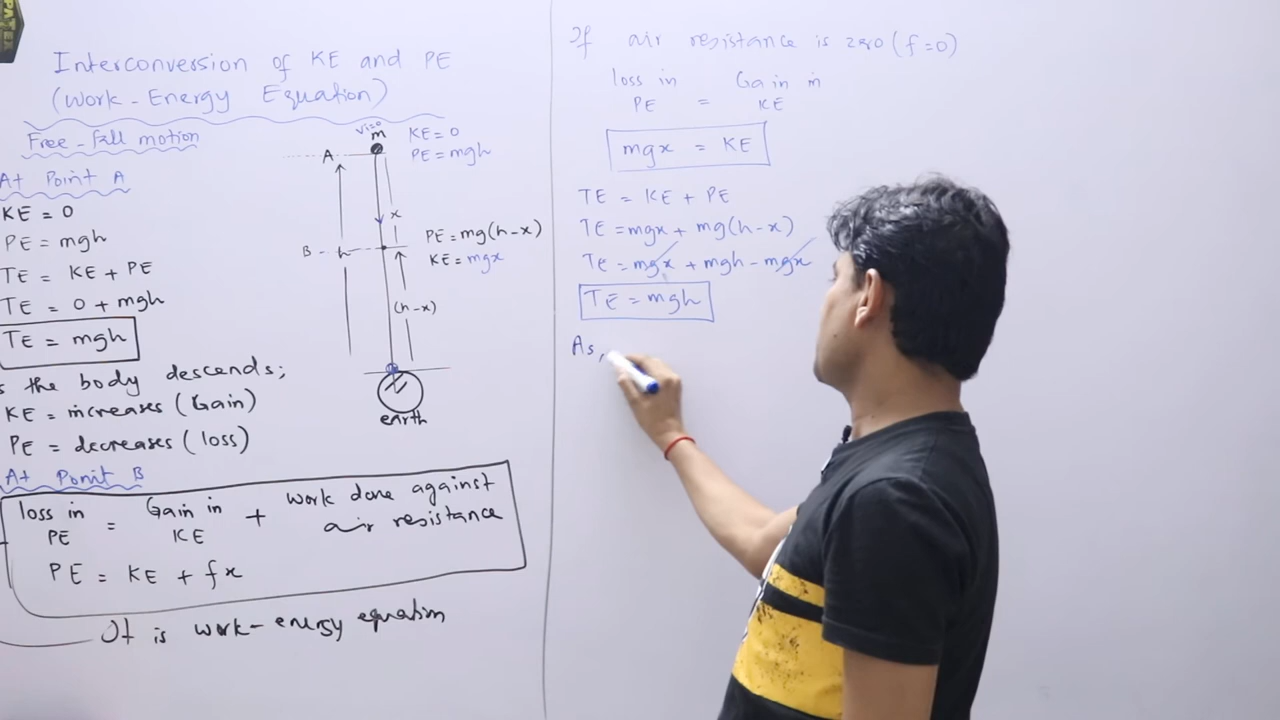 Interconversion of KE and PE
(Work-Energy Equation)
Free-fall motion
At Point A
KE = 0
PE = mgh
TE = KE + PE
TE = 0 + mgh
TE = mgh
s the body descends;
KE = increases (Gain)
PE = decreases (loss)
At Ponit B
loss in PE = Gain in KE + work done against air resistance
PE = KE + fx
It is work-energy equation
vi=0
m
KE = 0
PE = mgh
A
x
B
h
PE = mg(h-x)
KE = mgx
(h-x)
earth
If air resistance is zero (f=0)
loss in PE = Gain in KE
mgx = KE
TE = KE + PE
TE = mgx + mg(h-x)
TE = mgx + mgh - mgx
TE = mgh
As,